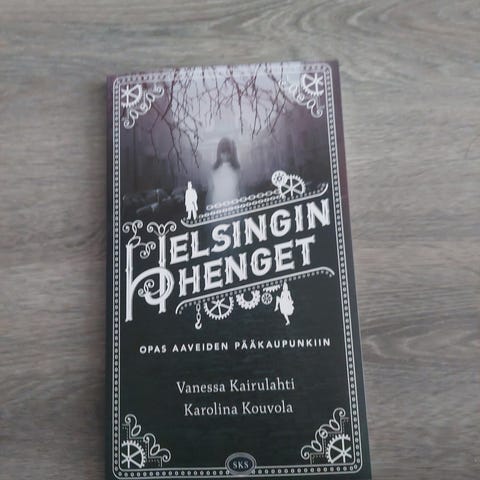 HELSINGIN
HENGET
OPAS AAVEIDEN PÄÄKAUPUNKIIN
Vanessa Kairulahti
Karolina Kouvola
SKS